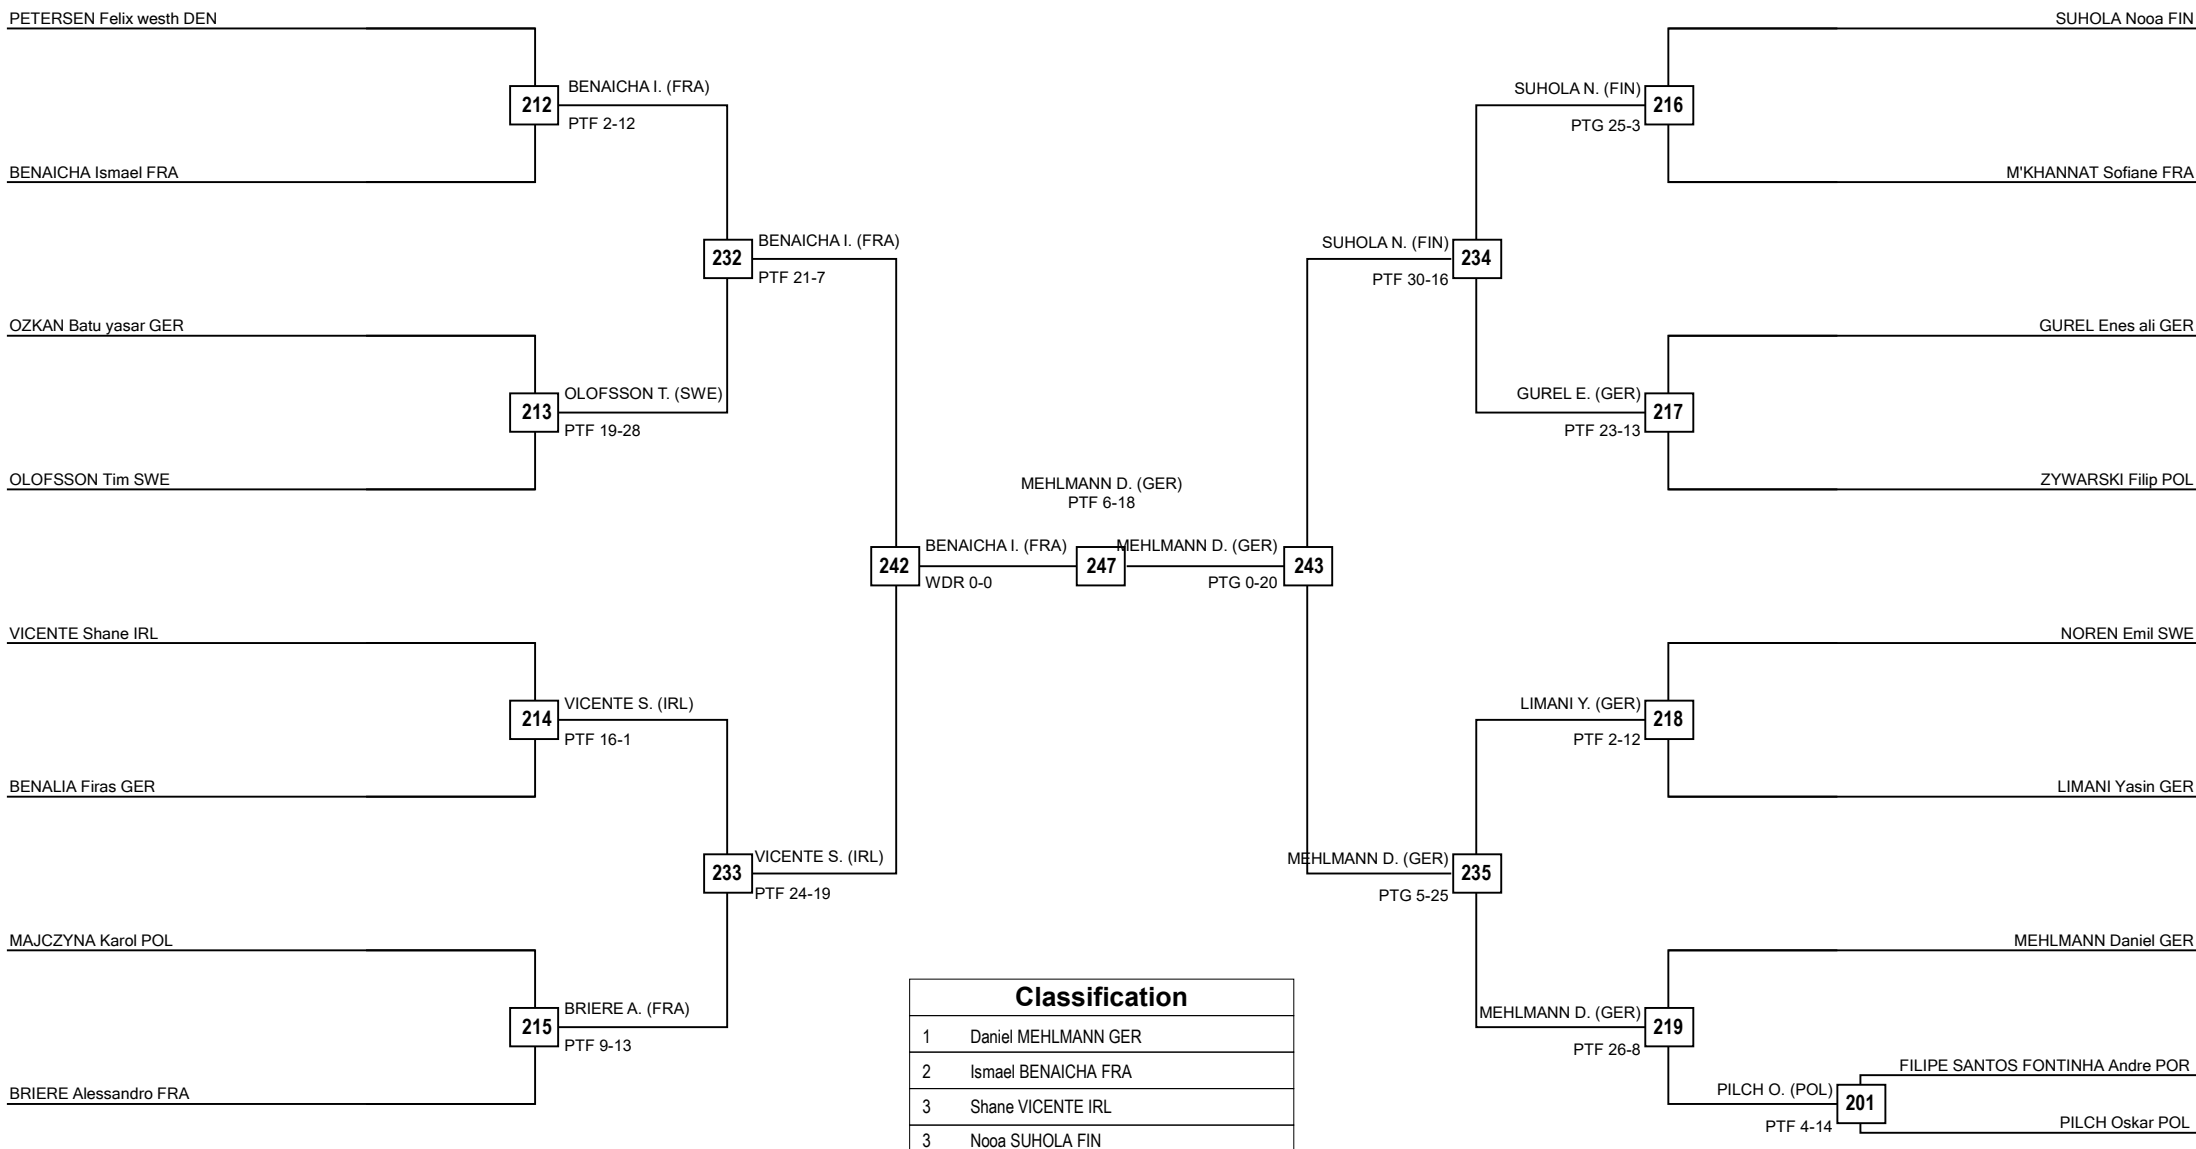 PETERSEN Felix westh DEN
212
BENAICHA I. (FRA)
PTF 2-12
BENAICHA Ismael FRA
232
BENAICHA I. (FRA)
PTF 21-7
OZKAN Batu yasar GER
213
OLOFSSON T. (SWE)
PTF 19-28
OLOFSSON Tim SWE
242
BENAICHA I. (FRA)
WDR 0-0
VICENTE Shane IRL
214
VICENTE S. (IRL)
PTF 16-1
BENALIA Firas GER
233
VICENTE S. (IRL)
PTF 24-19
MAJCZYNA Karol POL
215
BRIERE A. (FRA)
PTF 9-13
BRIERE Alessandro FRA
MEHLMANN D. (GER)
PTF 6-18
247
SUHOLA Nooa FIN
SUHOLA N. (FIN)
216
PTG 25-3
M'KHANNAT Sofiane FRA
SUHOLA N. (FIN)
234
PTF 30-16
GUREL Enes ali GER
GUREL E. (GER)
217
PTF 23-13
ZYWARSKI Filip POL
MEHLMANN D. (GER)
243
PTG 0-20
NOREN Emil SWE
LIMANI Y. (GER)
218
PTF 2-12
LIMANI Yasin GER
MEHLMANN D. (GER)
235
PTG 5-25
MEHLMANN Daniel GER
MEHLMANN D. (GER)
219
PTF 26-8
FILIPE SANTOS FONTINHA Andre POR
PILCH O. (POL)
201
PTF 4-14
PILCH Oskar POL
Classification
1 Daniel MEHLMANN GER
2 Ismael BENAICHA FRA
3 Shane VICENTE IRL
3 Nooa SUHOLA FIN